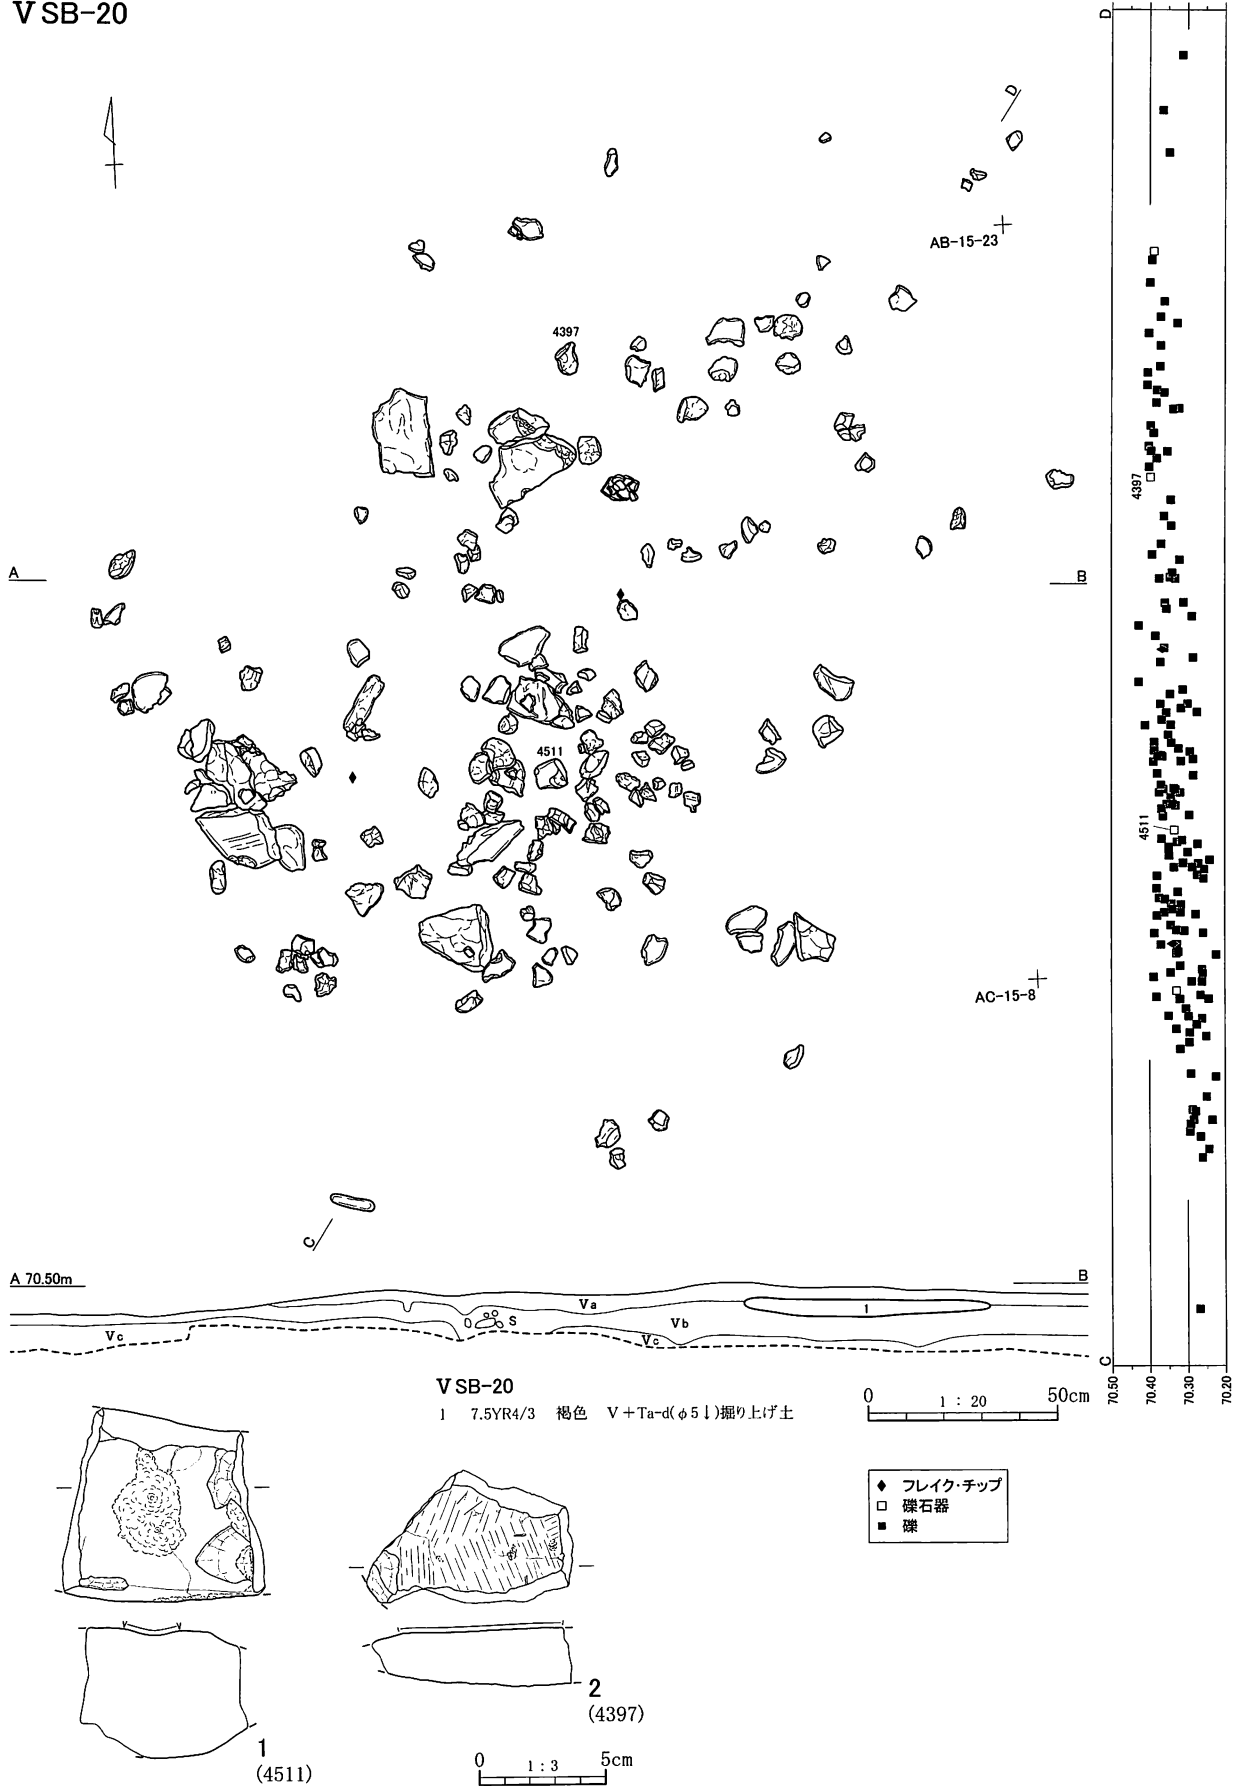 V SB-20
D
D
AB-15-23
4397
4397
A
B
4511
4511
AC-15-8
C
A 70.50m
B
Va
1
S
Vb
Vc
Vc
C
70.50
70.40
70.30
70.20
V SB-20
1 7.5YR4/3 褐色 V+Ta-d(φ5↓)掘り上げ土
0 1:20 50cm
◆ フレイク・チップ
□ 礫石器
■ 礫
1
(4511)
2
(4397)
0 1:3 5cm